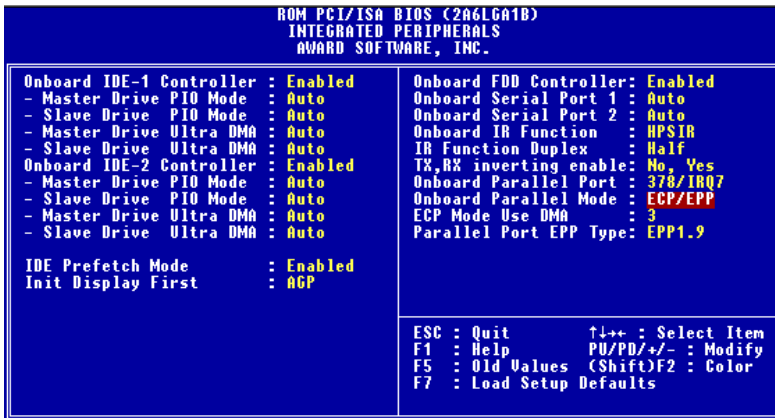 ROM PCI/ISA BIOS (2A6LGA1B)
INTEGRATED PERIPHERALS
AWARD SOFTWARE, INC.
Onboard IDE-1 Controller : Enabled
- Master Drive PIO Mode : Auto
- Slave Drive PIO Mode : Auto
- Master Drive Ultra DMA : Auto
- Slave Drive Ultra DMA : Auto
Onboard IDE-2 Controller : Enabled
- Master Drive PIO Mode : Auto
- Slave Drive PIO Mode : Auto
- Master Drive Ultra DMA : Auto
- Slave Drive Ultra DMA : Auto
IDE Prefetch Mode : Enabled
Init Display First : AGP
Onboard FDD Controller: Enabled
Onboard Serial Port 1 : Auto
Onboard Serial Port 2 : Auto
Onboard IR Function : HPSIR
IR Function Duplex : Half
TX,RX inverting enable: No, Yes
Onboard Parallel Port : 378/IRQ7
Onboard Parallel Mode : ECP/EPP
ECP Mode Use DMA : 3
Parallel Port EPP Type: EPP1.9
ESC : Quit ↑↓→← : Select Item
F1 : Help PU/PD/+/- : Modify
F5 : Old Values (Shift)F2 : Color
F7 : Load Setup Defaults